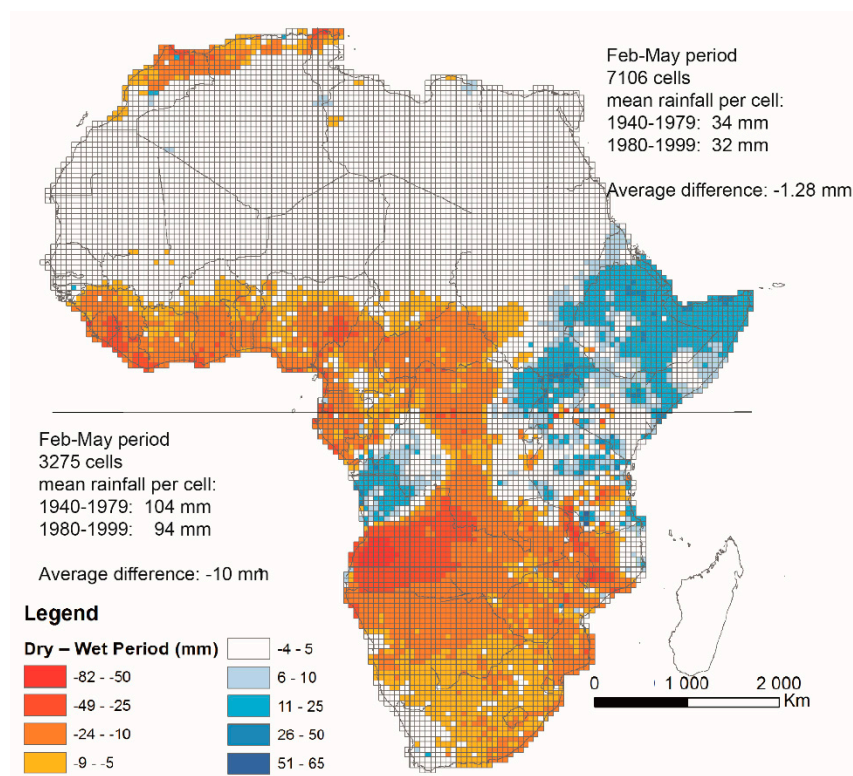 Feb-May period
7106 cells
mean rainfall per cell:
1940-1979: 34 mm
1980-1999: 32 mm
Average difference: -1.28 mm
Feb-May period
3275 cells
mean rainfall per cell:
1940-1979: 104 mm
1980-1999: 94 mm
Average difference: -10 mm
Legend
Dry – Wet Period (mm)
-82 - -50
-49 - -25
-24 - -10
-9 - -5
-4 - 5
6 - 10
11 - 25
26 - 50
51 - 65
0 1 000 2 000
Km